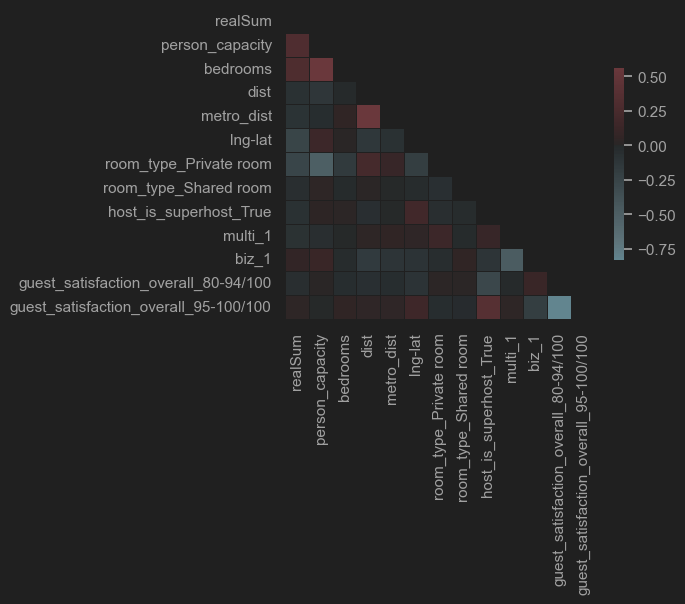 realSum
person_capacity
bedrooms
dist
metro_dist
lng-lat
room_type_Private room
room_type_Shared room
host_is_superhost_True
multi_1
biz_1
guest_satisfaction_overall_80-94/100
guest_satisfaction_overall_95-100/100
realSum
person_capacity
bedrooms
dist
metro_dist
lng-lat
room_type_Private room
room_type_Shared room
host_is_superhost_True
multi_1
biz_1
guest_satisfaction_overall_80-94/100
guest_satisfaction_overall_95-100/100
0.50
0.25
0.00
−0.25
−0.50
−0.75